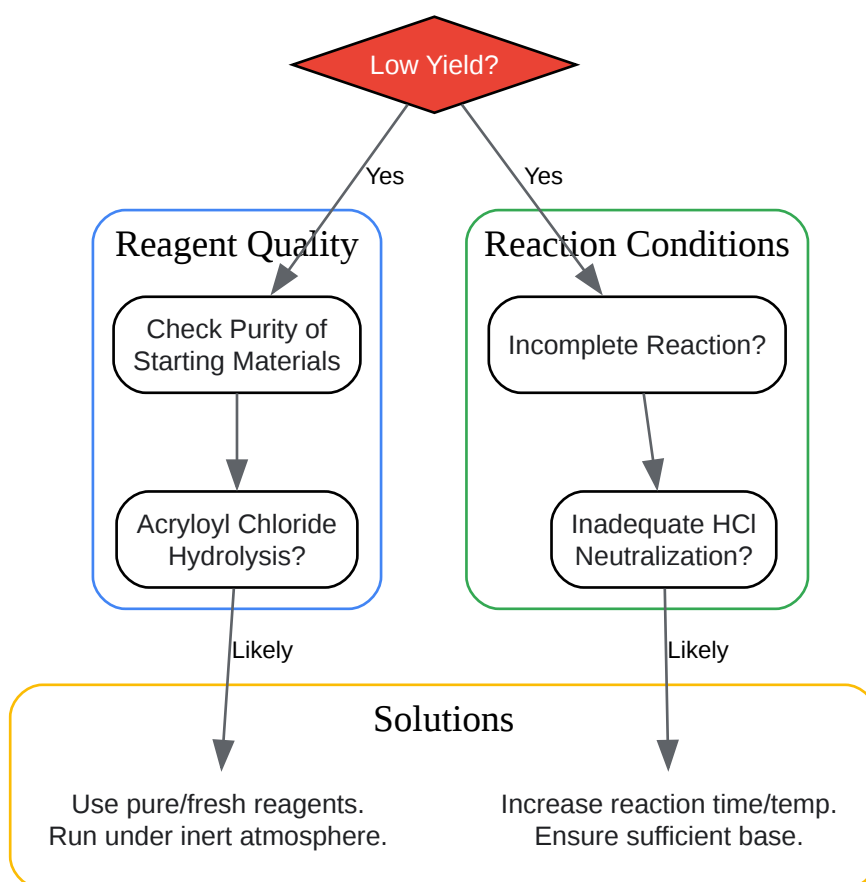 Low Yield?
Yes
Yes
Reagent Quality
Reaction Conditions
Check Purity of
Starting Materials
Incomplete Reaction?
Acryloyl Chloride
Hydrolysis?
Inadequate HCl
Neutralization?
Likely
Likely
Solutions
Use pure/fresh reagents.
Run under inert atmosphere.
Increase reaction time/temp.
Ensure sufficient base.